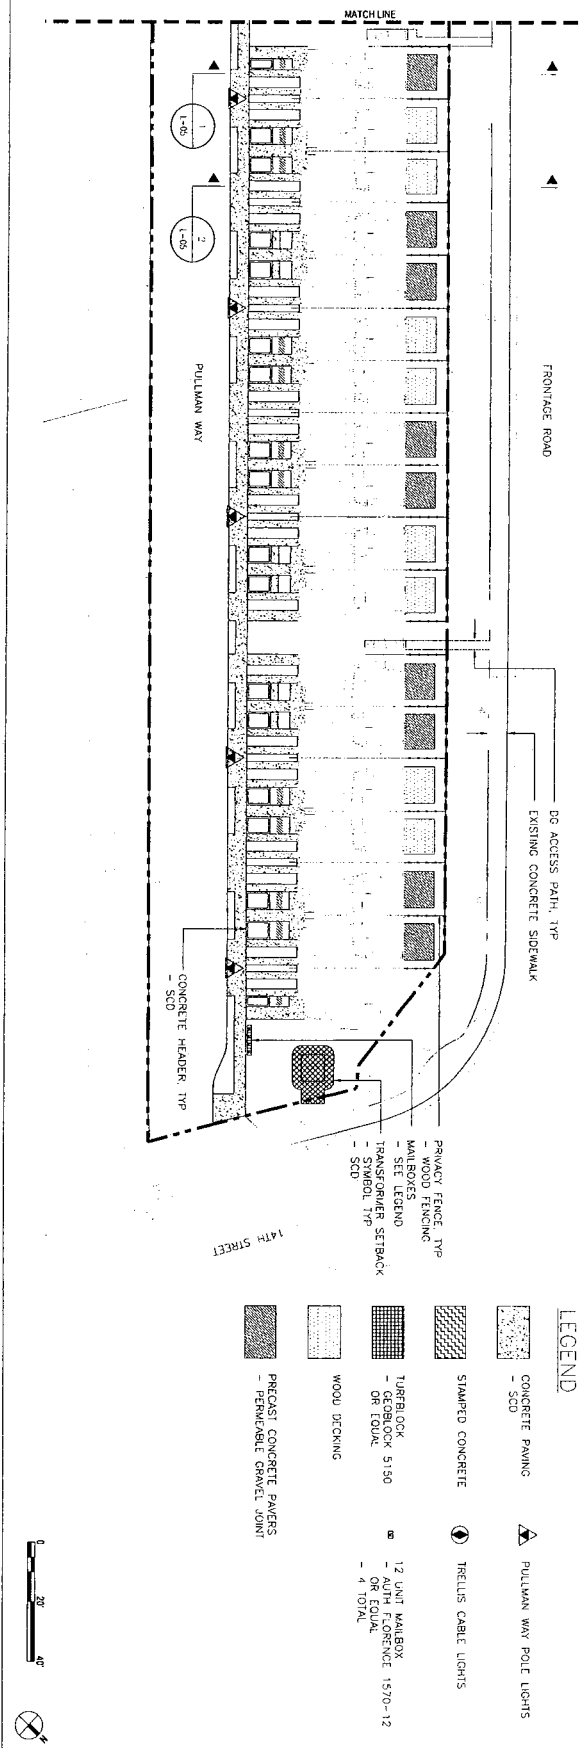 MATCH LINE
1
L-05
2
L-05
PULLMAN WAY
FRONTAGE ROAD
DG ACCESS PATH, TYP
EXISTING CONCRETE SIDEWALK
CONCRETE HEADER, TYP
- SCD
PRIVACY FENCE, TYP
- WOOD FENCING
MAILBOXES
- SEE LEGEND
TRANSFORMER SETBACK
- SYMBOL TYP
- SCD
14TH STREET
LEGEND
CONCRETE PAVING
- SCD
STAMPED CONCRETE
TURFBLOCK
- GEOBLOCK 5150
OR EQUAL
WOOD DECKING
PRECAST CONCRETE PAVERS
- PERMEABLE GRAVEL JOINT
PULLMAN WAY POLE LIGHTS
TRELLIS CABLE LIGHTS
12 UNIT MAILBOX
- AUTH FLORENCE 1570-12
OR EQUAL
- 4 TOTAL
0 20' 40'
N